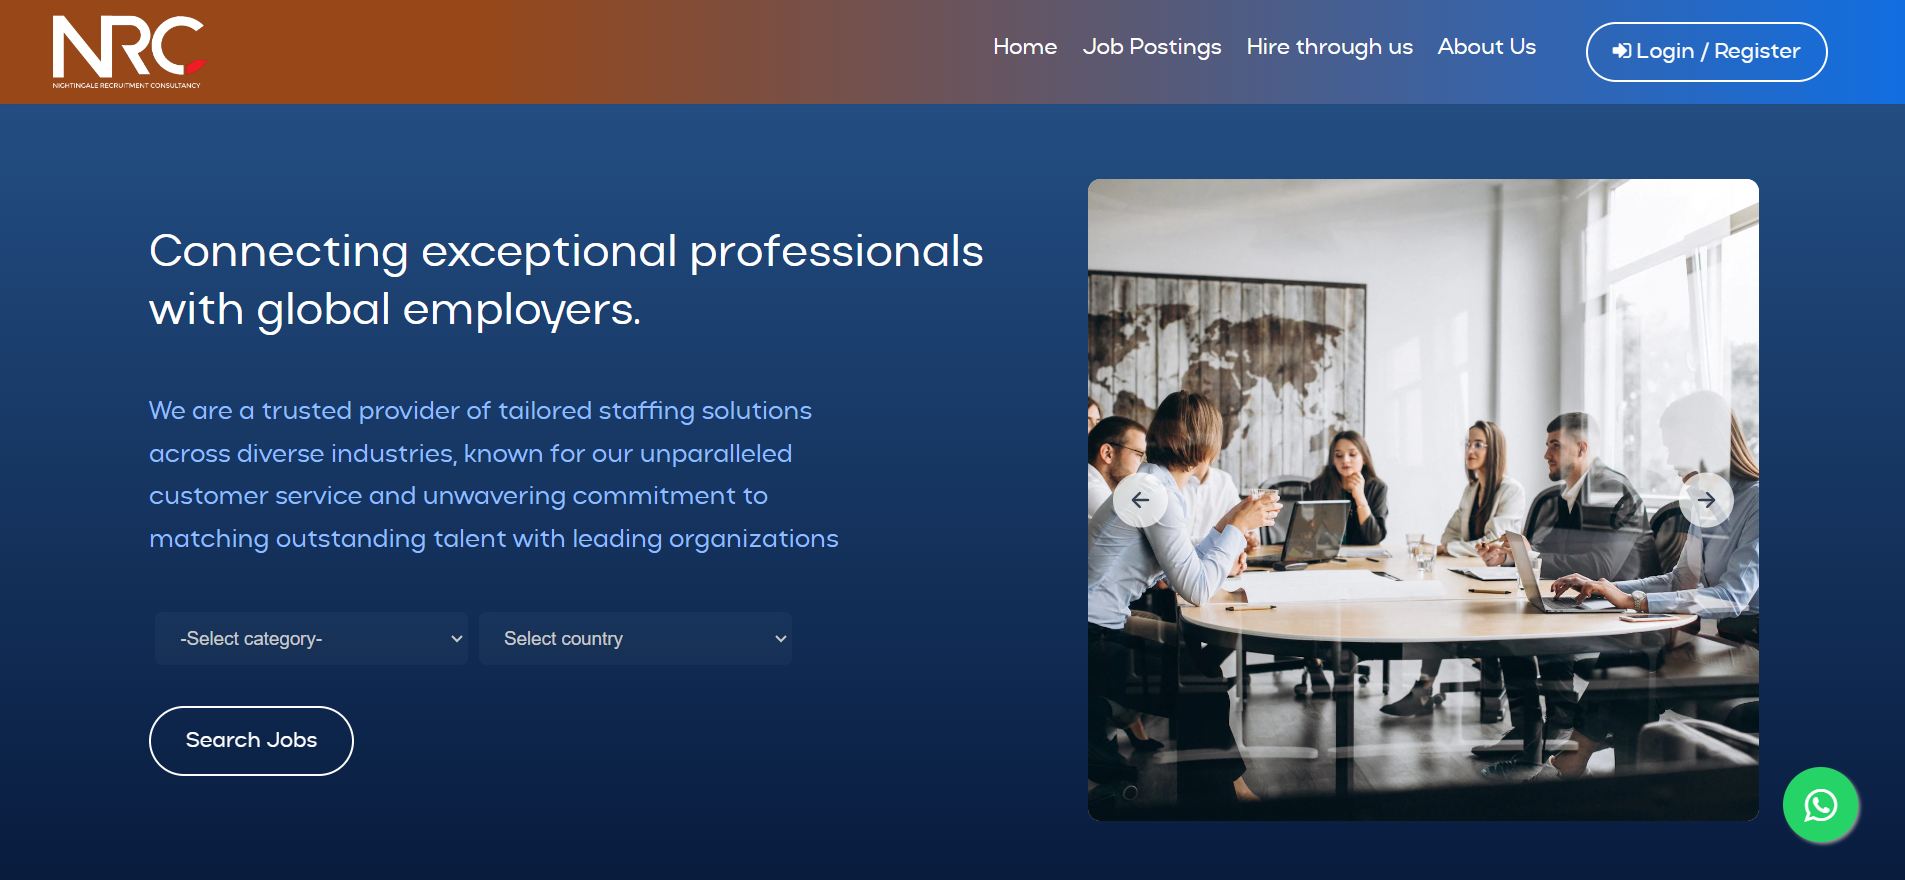 NRC
NIGHTINGALE RECRUITMENT CONSULTANCY
Home
Job Postings
Hire through us
About Us
Login / Register
Connecting exceptional professionals
with global employers.
We are a trusted provider of tailored staffing solutions
across diverse industries, known for our unparalleled
customer service and unwavering commitment to
matching outstanding talent with leading organizations
-Select category-
Select country
Search Jobs